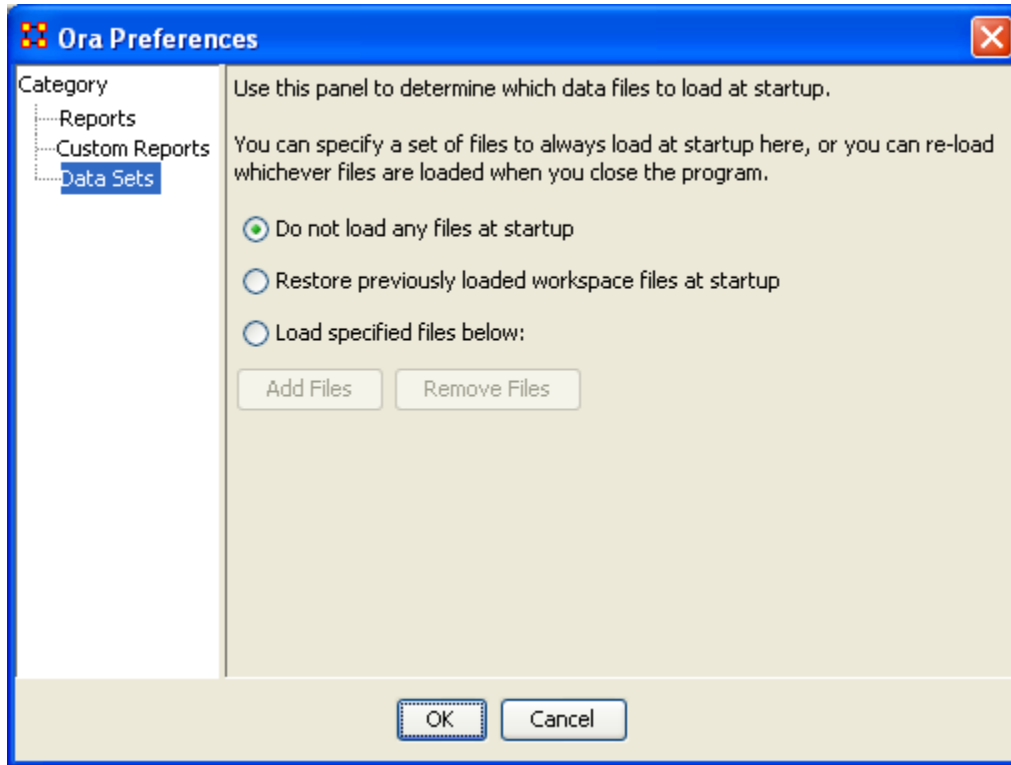 Ora Preferences
Category
Reports
Custom Reports
Data Sets
Use this panel to determine which data files to load at startup.
You can specify a set of files to always load at startup here, or you can re-load
whichever files are loaded when you close the program.
Do not load any files at startup
Restore previously loaded workspace files at startup
Load specified files below:
Add Files
Remove Files
OK
Cancel